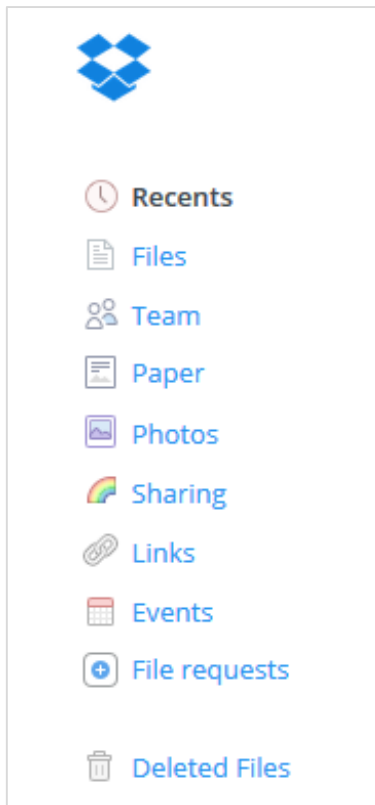 Recents
Files
Team
Paper
Photos
Sharing
Links
Events
File requests
Deleted Files